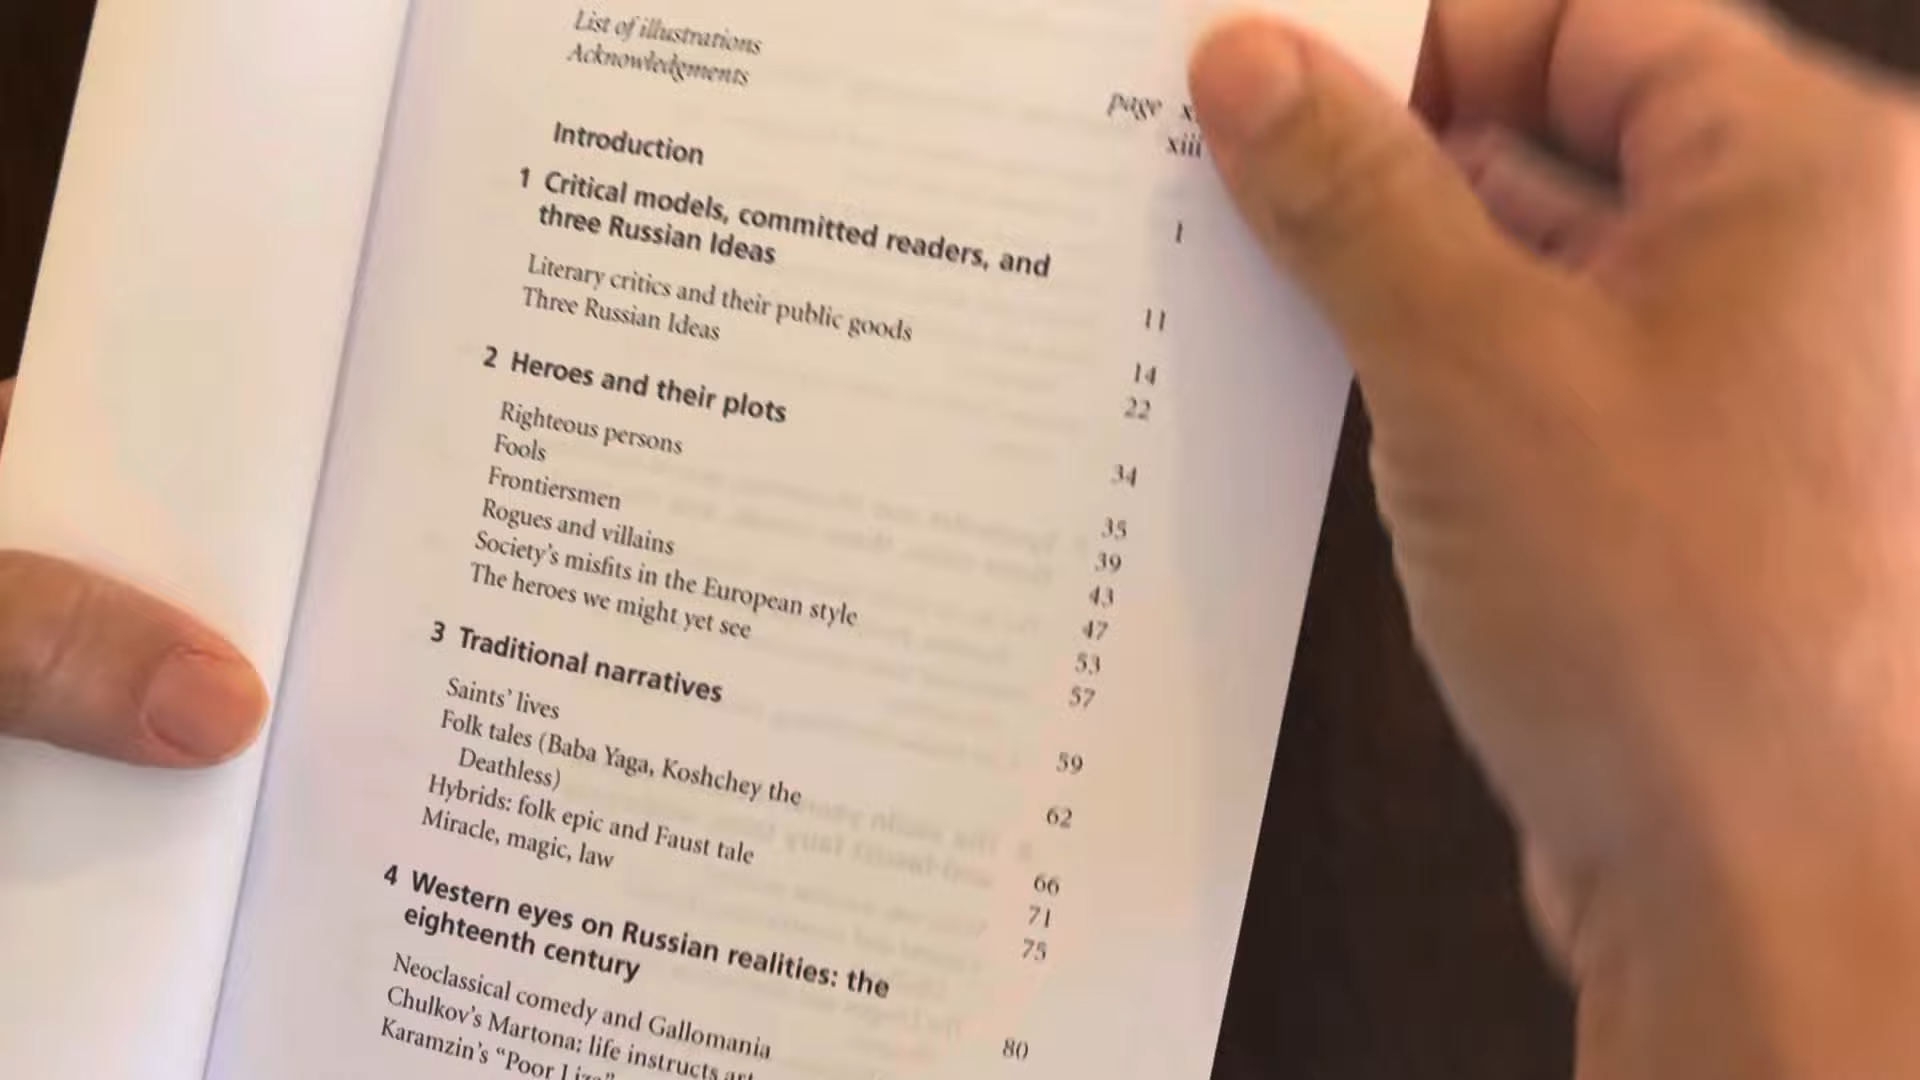 List of illustrations page
Acknowledgments xiii
Introduction 1
1 Critical models, committed readers, and
three Russian Ideas 11
Literary critics and their public goods 14
Three Russian Ideas 22
2 Heroes and their plots 34
Righteous persons 35
Fools 39
Frontiersmen 43
Rogues and villains 47
Society's misfits in the European style 53
The heroes we might yet see 57
3 Traditional narratives 59
Saints' lives 62
Folk tales (Baba Yaga, Koshchey the
Deathless) 66
Hybrids: folk epic and Faust tale 71
Miracle, magic, law 75
4 Western eyes on Russian realities: the
eighteenth century 80
Neoclassical comedy and Gallomania
Chulkov's Martona: life instructs art
Karamzin's "Poor Liza"